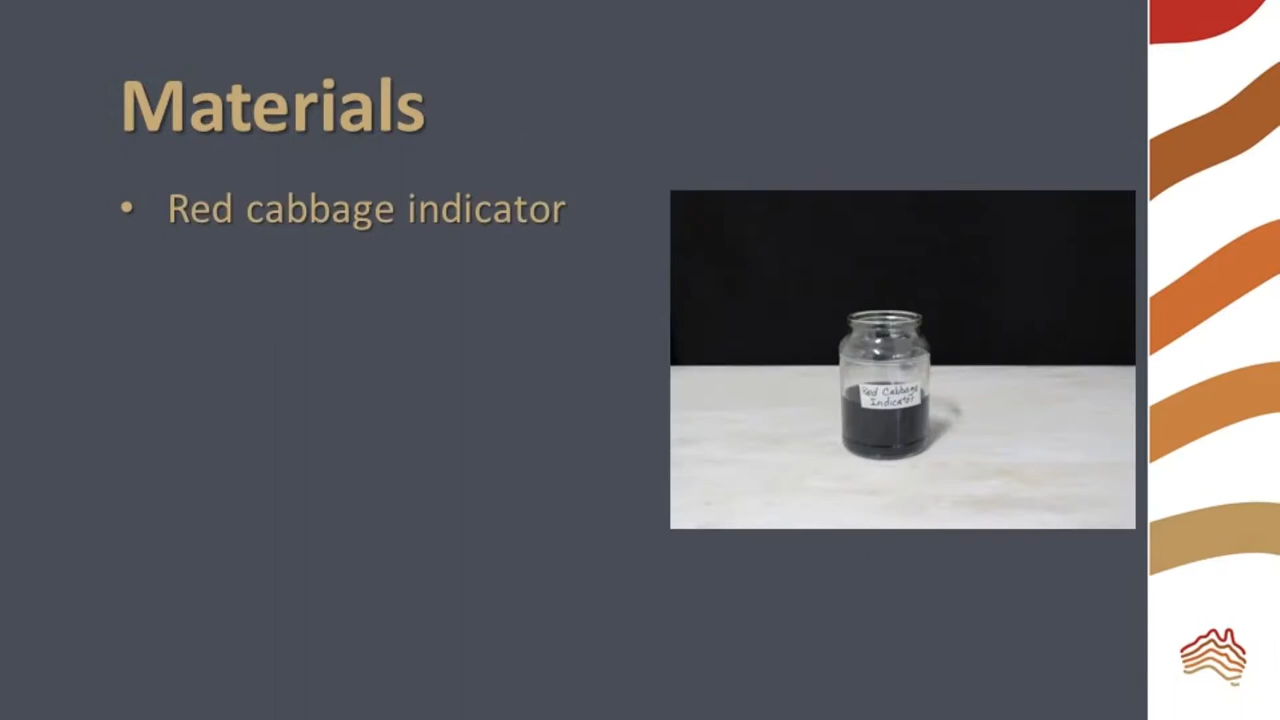 Materials
• Red cabbage indicator
Red Cabbage
Indicator